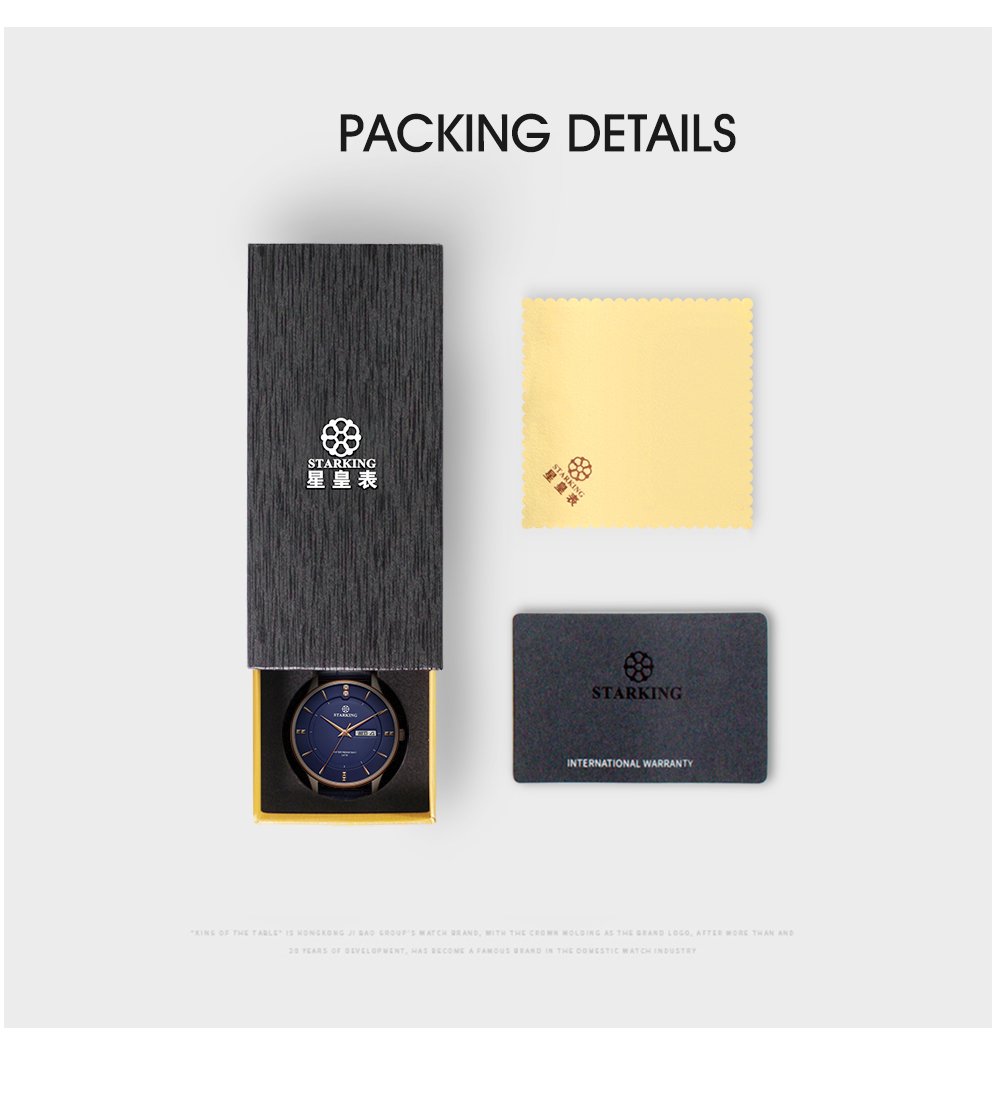 PACKING DETAILS
STARKING
星皇表
STARKING
星皇表
STARKING
INTERNATIONAL WARRANTY
STARKING
"KING OF THE TABLE" IS HONGKONG JI BAO GROUP'S WATCH BRAND, WITH THE CROWN MOLDING AS THE BRAND LOGO, AFTER MORE THAN AND
20 YEARS OF DEVELOPMENT, HAS BECOME A FAMOUS BRAND IN THE DOMESTIC WATCH INDUSTRY